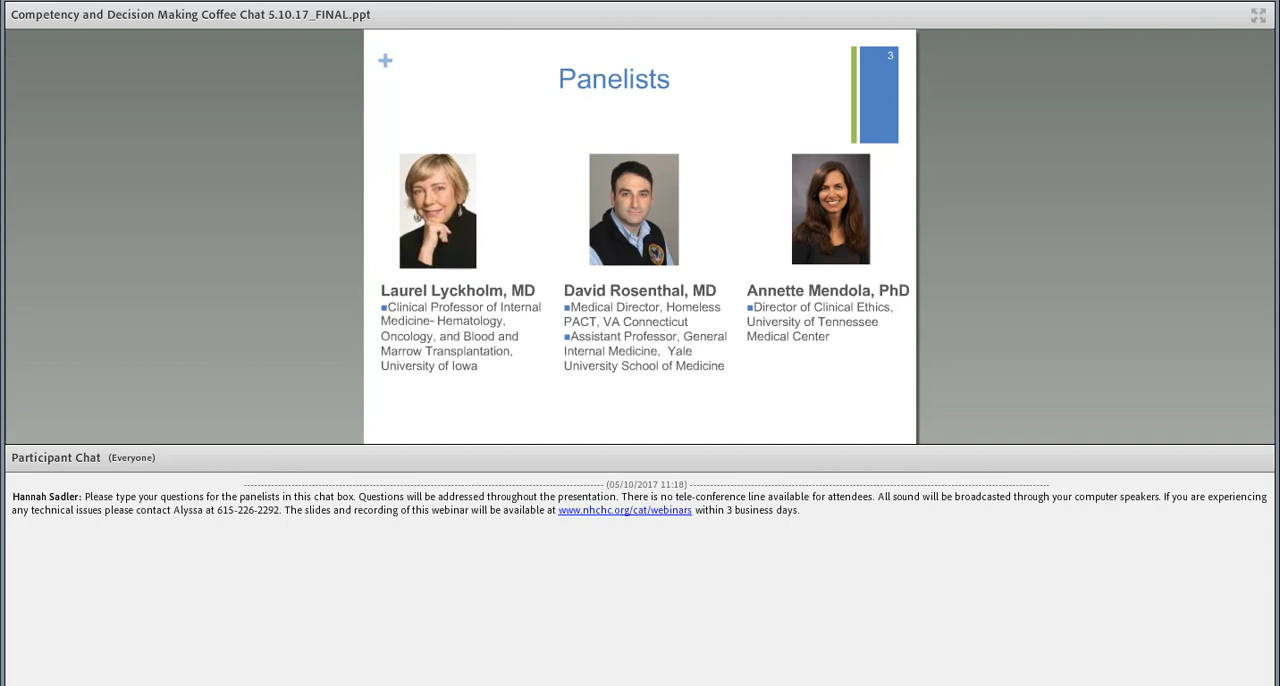 Competency and Decision Making Coffee Chat 5.10.17_FINAL.ppt
3
Panelists
Laurel Lyckholm, MD
Clinical Professor of Internal
Medicine- Hematology,
Oncology, and Blood and
Marrow Transplantation,
University of Iowa
David Rosenthal, MD
Medical Director, Homeless
PACT, VA Connecticut
Assistant Professor, General
Internal Medicine, Yale
University School of Medicine
Annette Mendola, PhD
Director of Clinical Ethics,
University of Tennessee
Medical Center
Participant Chat (Everyone)
(05/10/2017 11:18)
Hannah Sadler: Please type your questions for the panelists in this chat box. Questions will be addressed throughout the presentation. There is no tele-conference line available for attendees. All sound will be broadcasted through your computer speakers. If you are experiencing
any technical issues please contact Alyssa at 615-226-2292. The slides and recording of this webinar will be available at www.nhchc.org/cat/webinars within 3 business days.